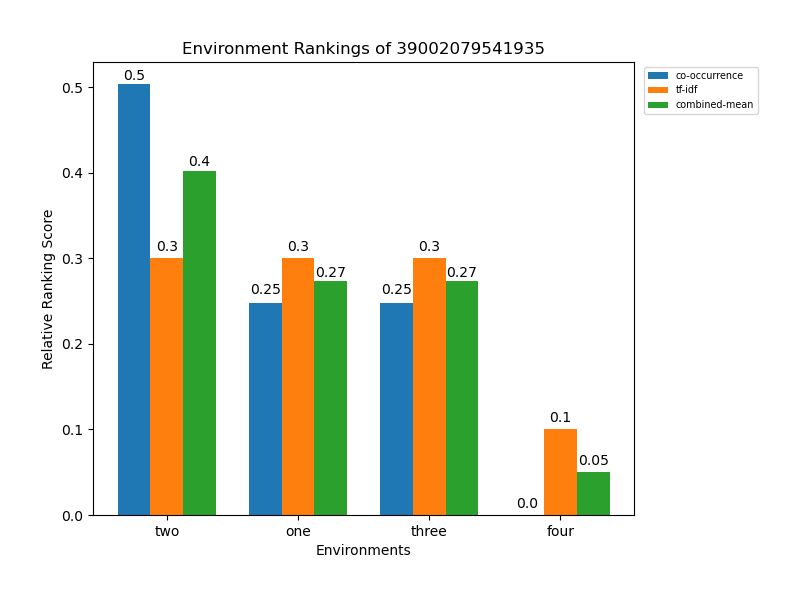 Environment Rankings of 39002079541935
co-occurrence
tf-idf
combined-mean
Relative Ranking Score
0.5
0.4
0.3
0.2
0.1
0.0
0.5
0.3
0.4
0.25
0.3
0.27
0.25
0.3
0.27
0.0
0.1
0.05
two one three four
Environments